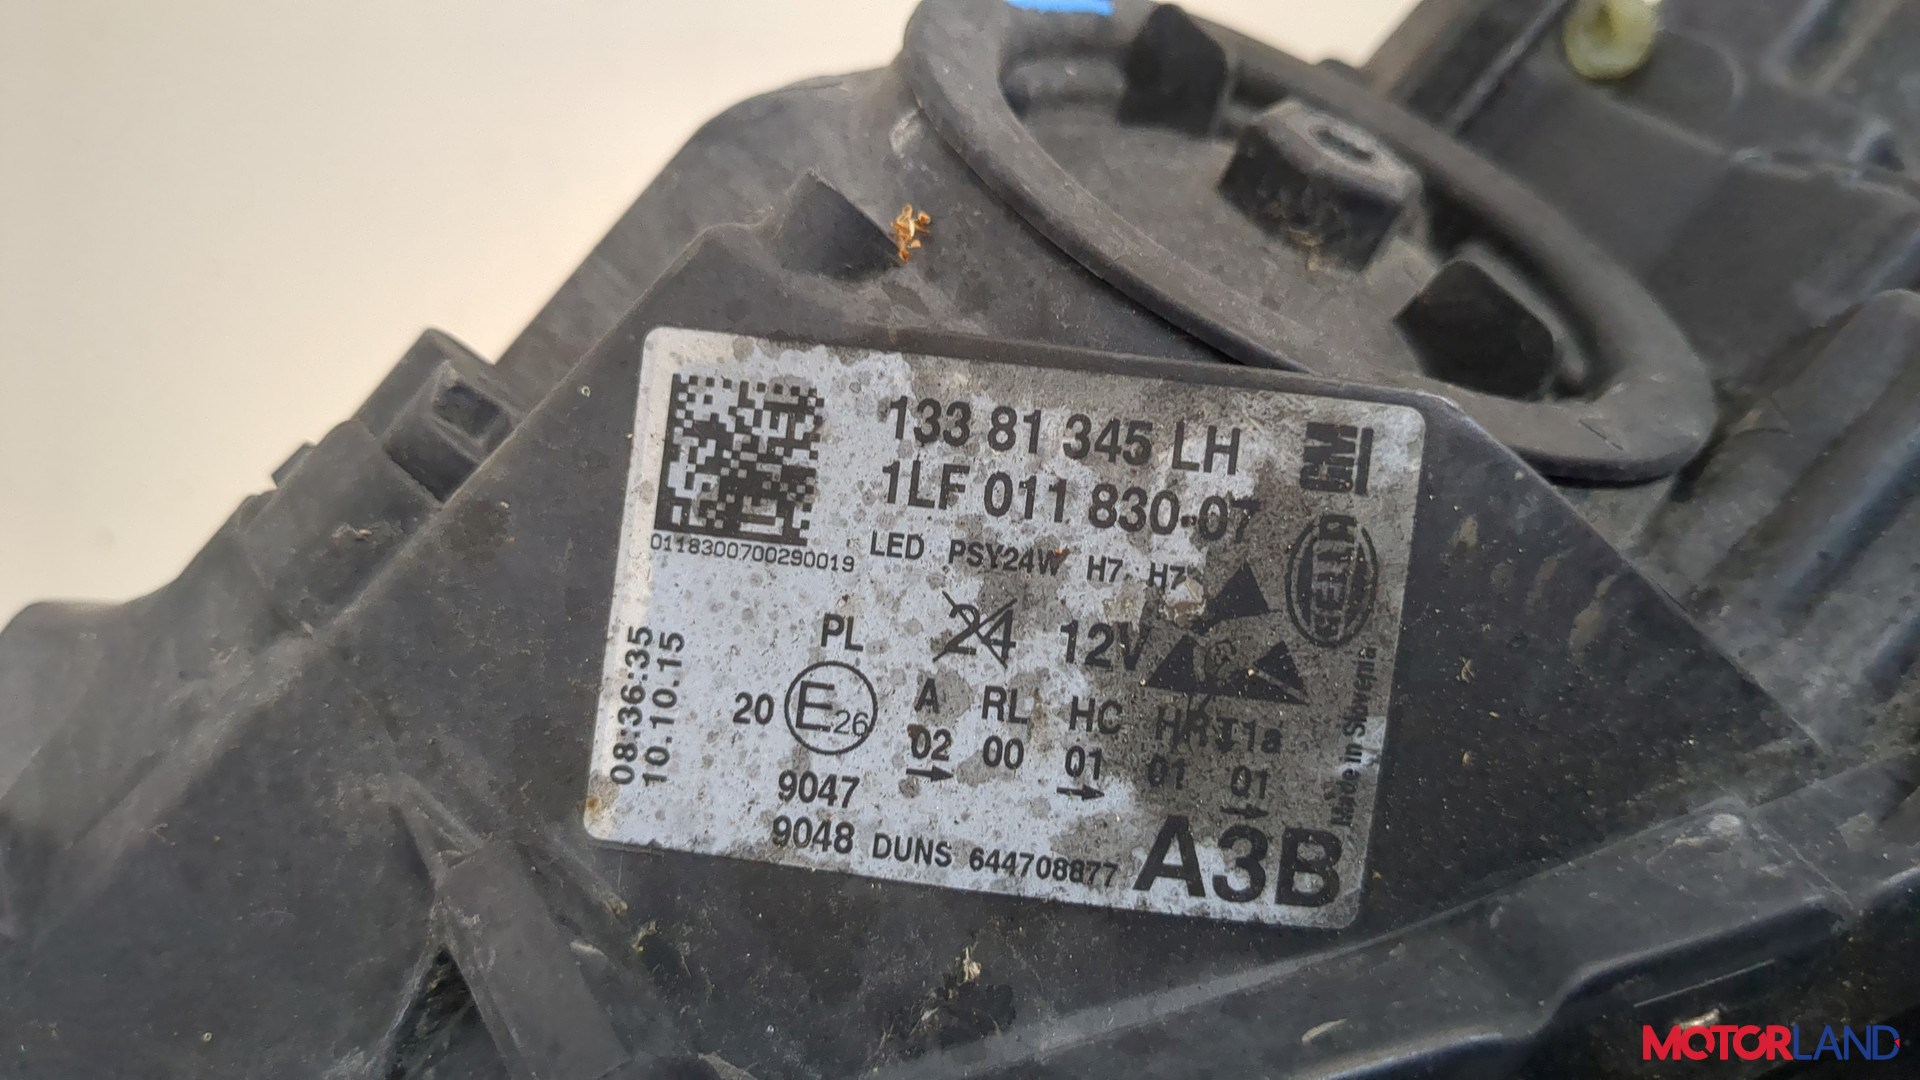 133 81 345 LH
GM
1LF 011 830-07
0118300700290019
LED PSY24W H7 H7
HELLA
PL 24 12V
08:36:35
10.10.15
20 E26 A RL HC HR 1a
02 00 01 01 01
9047
9048 DUNS 644708877 A3B
Made in Slovenia
MOTORLAND